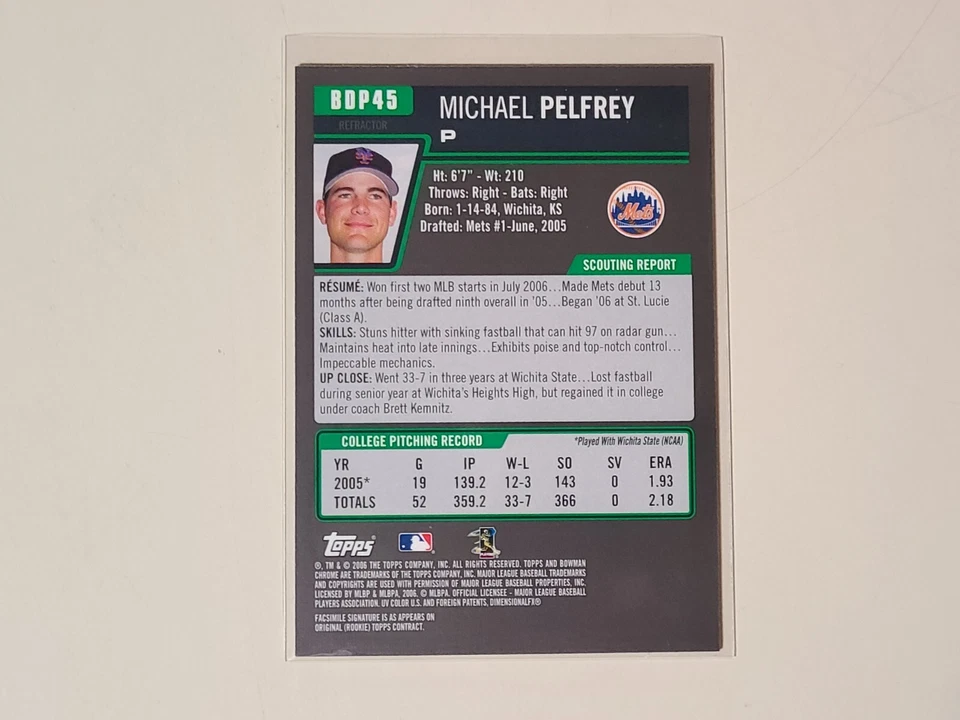 BDP45
REFRACTOR
MICHAEL PELFREY
P
Ht: 6'7" - Wt: 210
Throws: Right - Bats: Right
Born: 1-14-84, Wichita, KS
Drafted: Mets #1-June, 2005
Mets
SCOUTING REPORT
RÉSUMÉ: Won first two MLB starts in July 2006...Made Mets debut 13
months after being drafted ninth overall in '05...Began '06 at St. Lucie
(Class A).
SKILLS: Stuns hitter with sinking fastball that can hit 97 on radar gun...
Maintains heat into late innings...Exhibits poise and top-notch control...
Impeccable mechanics.
UP CLOSE: Went 33-7 in three years at Wichita State...Lost fastball
during senior year at Wichita's Heights High, but regained it in college
under coach Brett Kemnitz.
COLLEGE PITCHING RECORD *Played With Wichita State (NCAA)
YR G IP W-L SO SV ERA
2005* 19 139.2 12-3 143 0 1.93
TOTALS 52 359.2 33-7 366 0 2.18
Topps
®, TM & © 2006 THE TOPPS COMPANY, INC. ALL RIGHTS RESERVED. TOPPS AND BOWMAN
CHROME ARE TRADEMARKS OF THE TOPPS COMPANY, INC. MAJOR LEAGUE BASEBALL TRADEMARKS
AND COPYRIGHTS ARE USED WITH PERMISSION OF MAJOR LEAGUE BASEBALL PROPERTIES, INC.
LICENSED BY MLBP & MLBPA, 2006. © MLBPA. OFFICIAL LICENSEE - MAJOR LEAGUE BASEBALL
PLAYERS ASSOCIATION. UV COLOR U.S. AND FOREIGN PATENTS, DIMENSIONALFX®
FACSIMILE SIGNATURE IS AS APPEARS ON
ORIGINAL (ROOKIE) TOPPS CONTRACT.